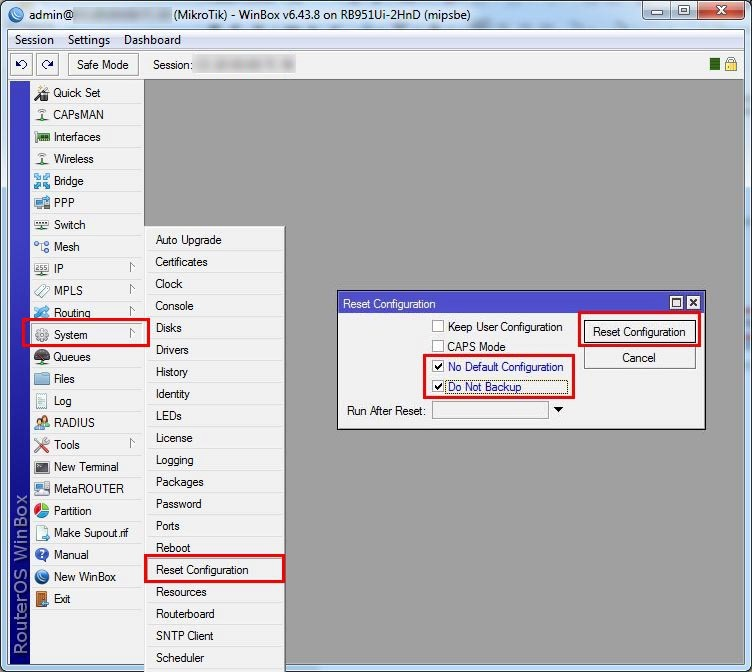 admin@ (MikroTik) - WinBox v6.43.8 on RB951Ui-2HnD (mipsbe)
Session Settings Dashboard
Safe Mode Session:
Quick Set
CAPsMAN
Interfaces
Wireless
Bridge
PPP
Switch
Mesh
IP
MPLS
Routing
System
Queues
Files
Log
RADIUS
Tools
New Terminal
MetaROUTER
Partition
Make Supout.rif
Manual
New WinBox
Exit
RouterOS WinBox
Auto Upgrade
Certificates
Clock
Console
Disks
Drivers
History
Identity
LEDs
License
Logging
Packages
Password
Ports
Reboot
Reset Configuration
Resources
Routerboard
SNTP Client
Scheduler
Reset Configuration
Keep User Configuration
CAPS Mode
No Default Configuration
Do Not Backup
Run After Reset:
Reset Configuration
Cancel